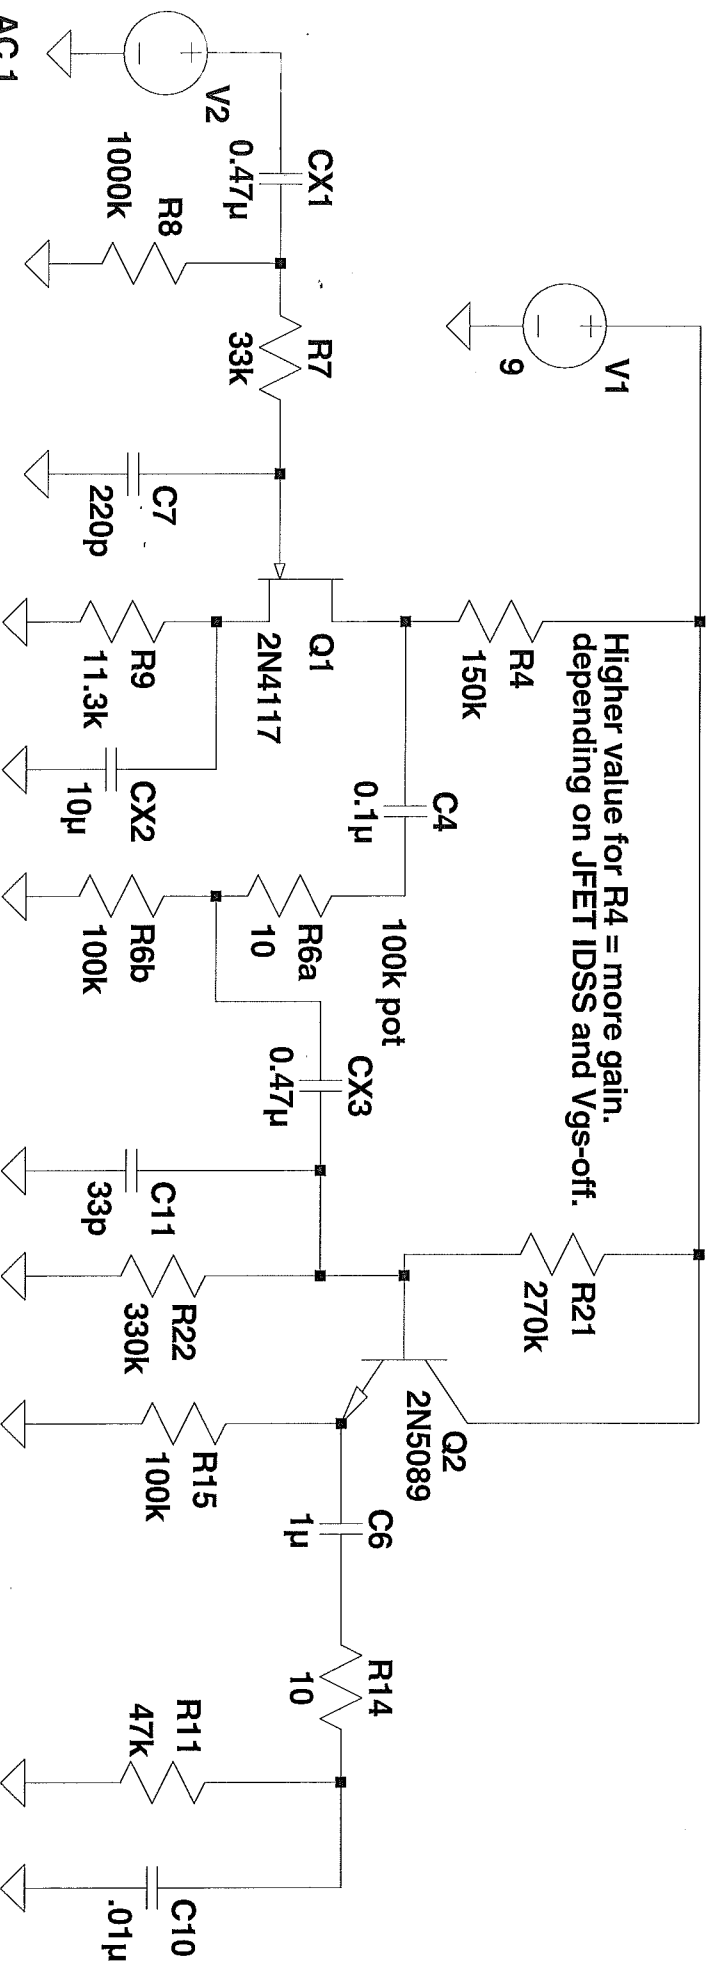 Higher value for R4 = more gain.
depending on JFET IDSS and Vgs-off.
V1
9
R4
150k
R21
270k
Q2
2N5089
C4
0.1µ
100k pot
CX1
0.47µ
V2
R7
33k
Q1
2N4117
R6a
10
CX3
0.47µ
C6
1µ
R14
10
R8
1000k
C7
220p
R9
11.3k
CX2
10µ
R6b
100k
C11
33p
R22
330k
R15
100k
R11
47k
C10
.01µ
AC 1